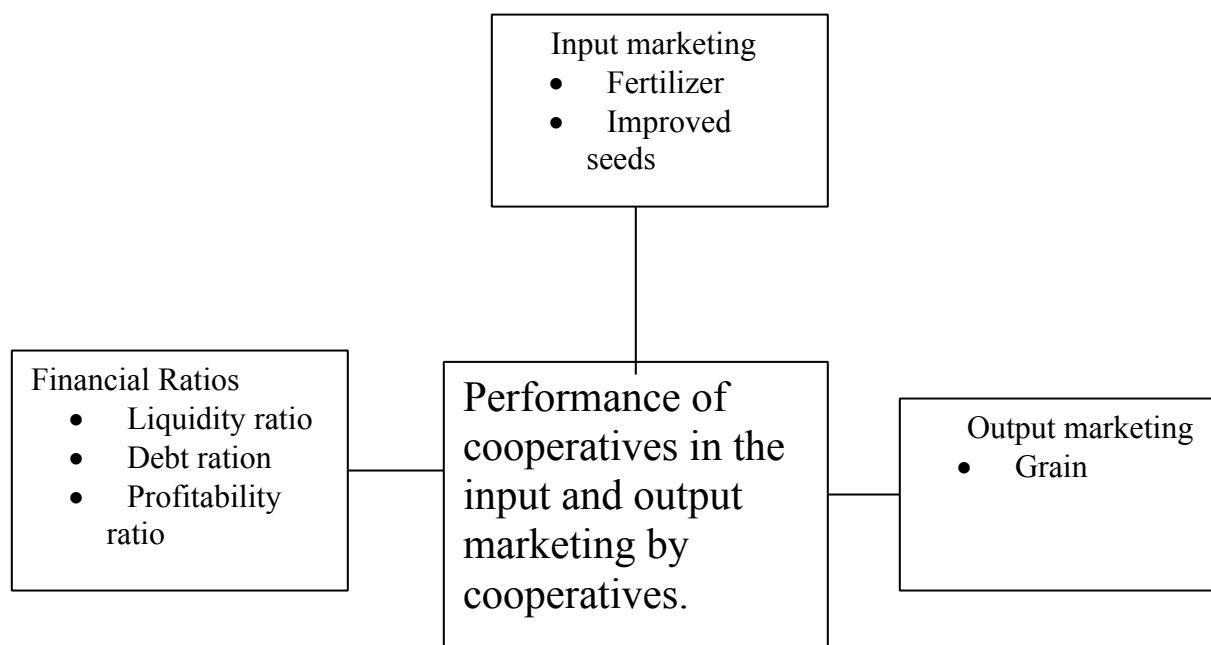 Input marketing
• Fertilizer
• Improved
seeds
Financial Ratios
• Liquidity ratio
• Debt ration
• Profitability
ratio
Performance of
cooperatives in the
input and output
marketing by
cooperatives.
Output marketing
• Grain